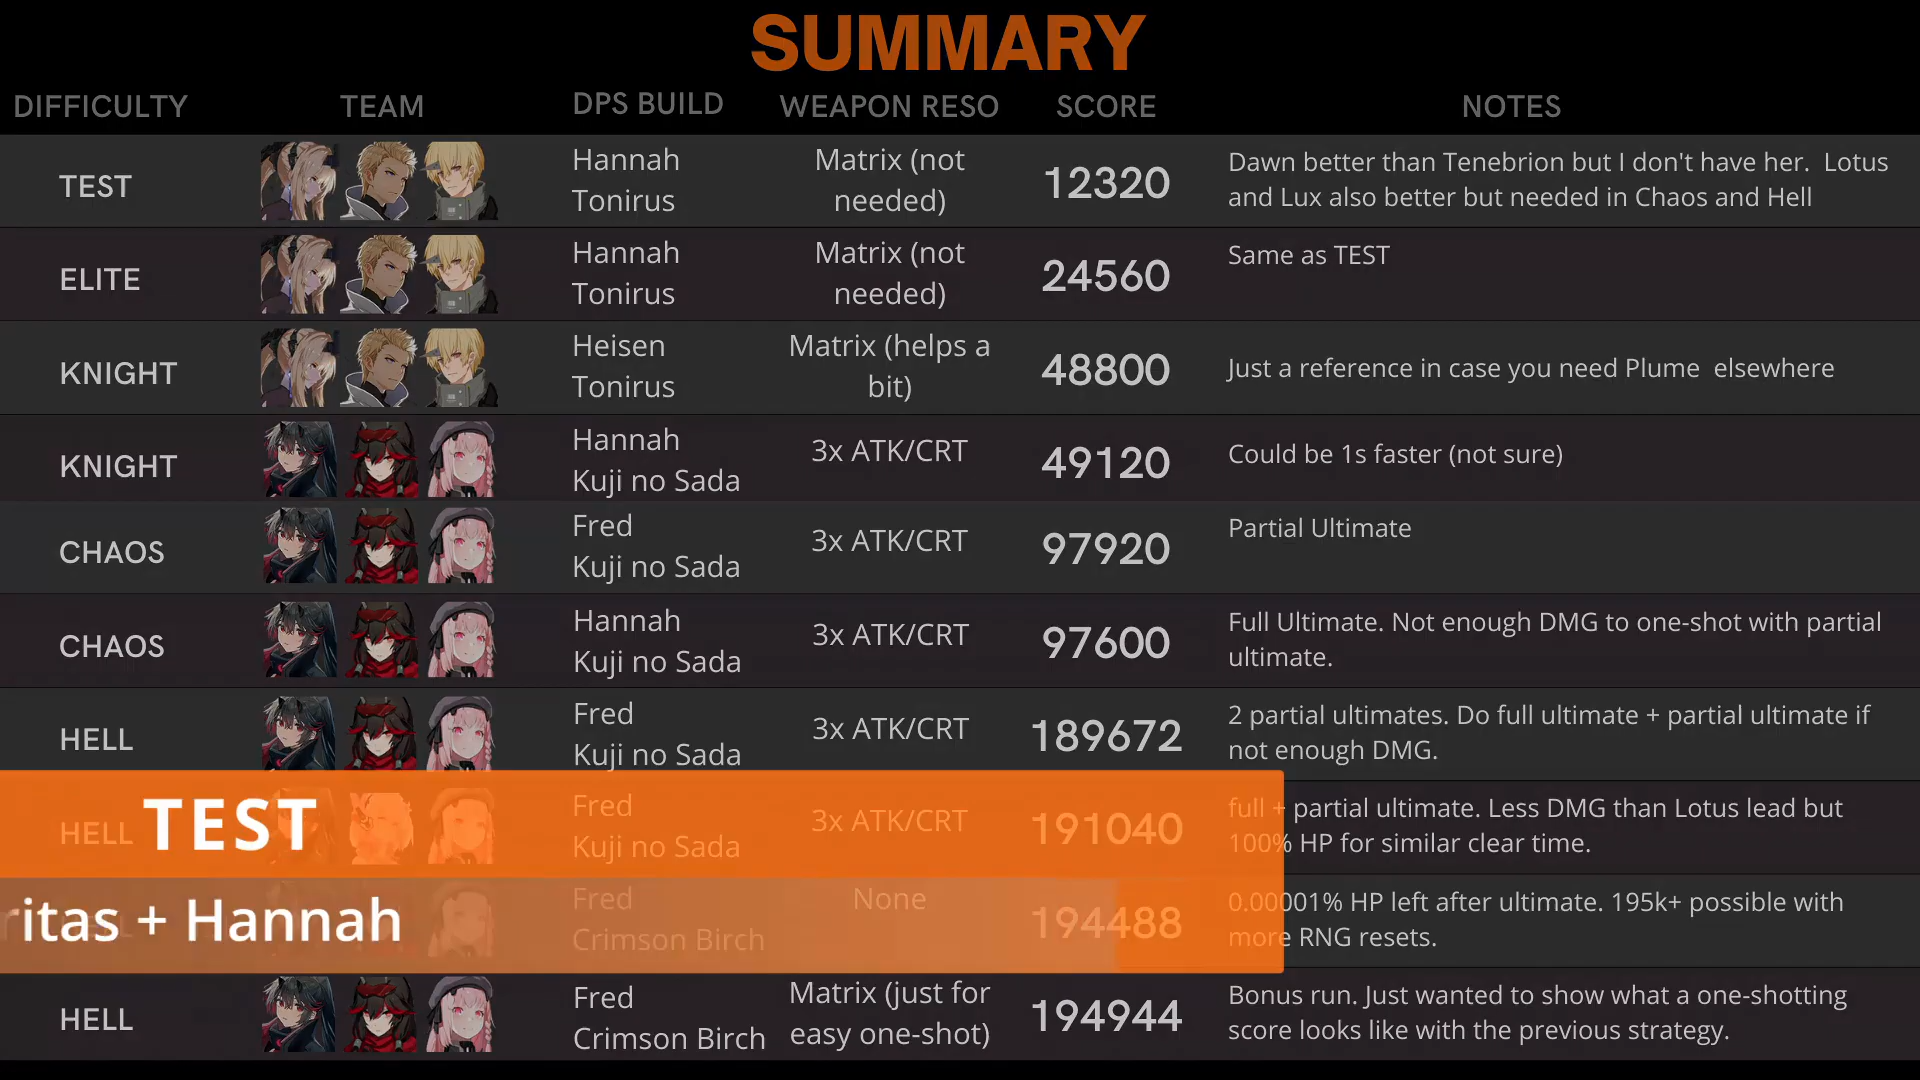 SUMMARY
DIFFICULTY TEAM DPS BUILD WEAPON RESO SCORE NOTES
TEST
Hannah
Tonirus
Matrix (not
needed)
12320
Dawn better than Tenebrion but I don't have her. Lotus
and Lux also better but needed in Chaos and Hell
ELITE
Hannah
Tonirus
Matrix (not
needed)
24560
Same as TEST
KNIGHT
Heisen
Tonirus
Matrix (helps a
bit)
48800
Just a reference in case you need Plume elsewhere
KNIGHT
Hannah
Kuji no Sada
3x ATK/CRT
49120
Could be 1s faster (not sure)
CHAOS
Fred
Kuji no Sada
3x ATK/CRT
97920
Partial Ultimate
CHAOS
Hannah
Kuji no Sada
3x ATK/CRT
97600
Full Ultimate. Not enough DMG to one-shot with partial
ultimate.
HELL
Fred
Kuji no Sada
3x ATK/CRT
189672
2 partial ultimates. Do full ultimate + partial ultimate if
not enough DMG.
HELL
TEST
Fred
Kuji no Sada
3x ATK/CRT
191040
full + partial ultimate. Less DMG than Lotus lead but
100% HP for similar clear time.
ritas + Hannah
Fred
Crimson Birch
None
194488
0.00001% HP left after ultimate. 195k+ possible with
more RNG resets.
HELL
Fred
Crimson Birch
Matrix (just for
easy one-shot)
194944
Bonus run. Just wanted to show what a one-shotting
score looks like with the previous strategy.